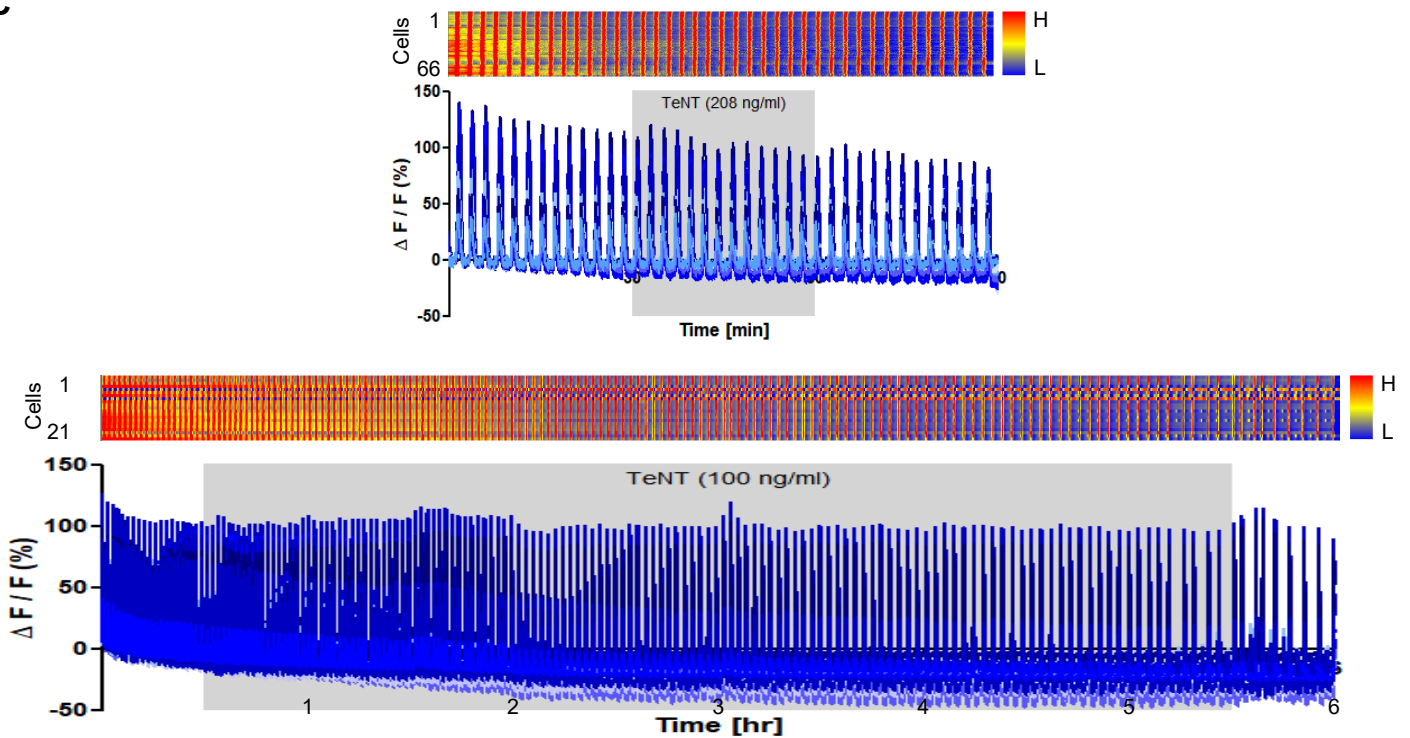 1
Cells
66
H
L
TeNT (208 ng/ml)
150
100
50
0
-50
Δ F / F (%)
Time [min]
1
Cells
21
H
L
TeNT (100 ng/ml)
150
100
50
0
-50
Δ F / F (%)
1 2 3 4 5 6
Time [hr]